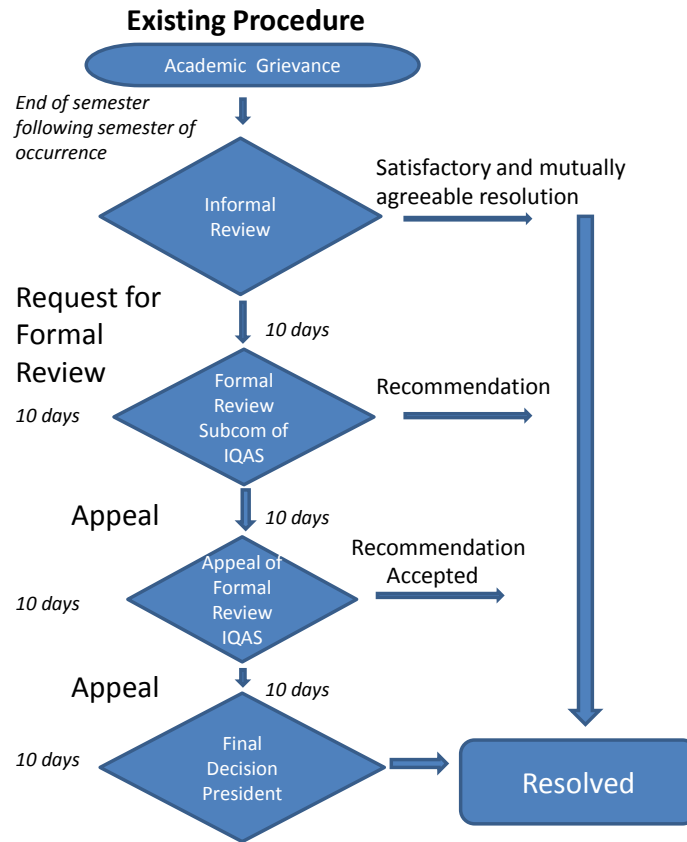 Existing Procedure
Academic Grievance
End of semester
following semester of
occurrence
Informal
Review
Satisfactory and mutually
agreeable resolution
Request for
Formal
Review
10 days
10 days
Formal
Review
Subcom of
IQAS
Recommendation
Appeal
10 days
10 days
Appeal of
Formal
Review
IQAS
Recommendation
Accepted
Appeal
10 days
10 days
Final
Decision
President
Resolved